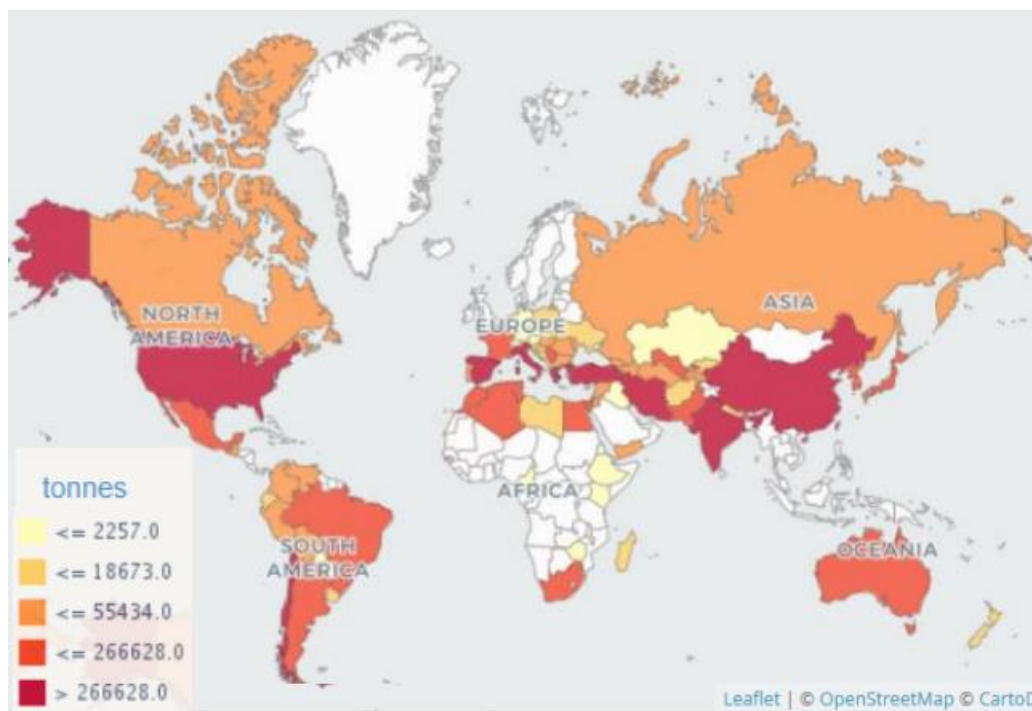 NORTH
AMERICA
EUROPE
ASIA
AFRICA
SOUTH
AMERICA
OCEANIA
tonnes
<= 2257.0
<= 18673.0
<= 55434.0
<= 266628.0
> 266628.0
Leaflet | © OpenStreetMap © CartoD